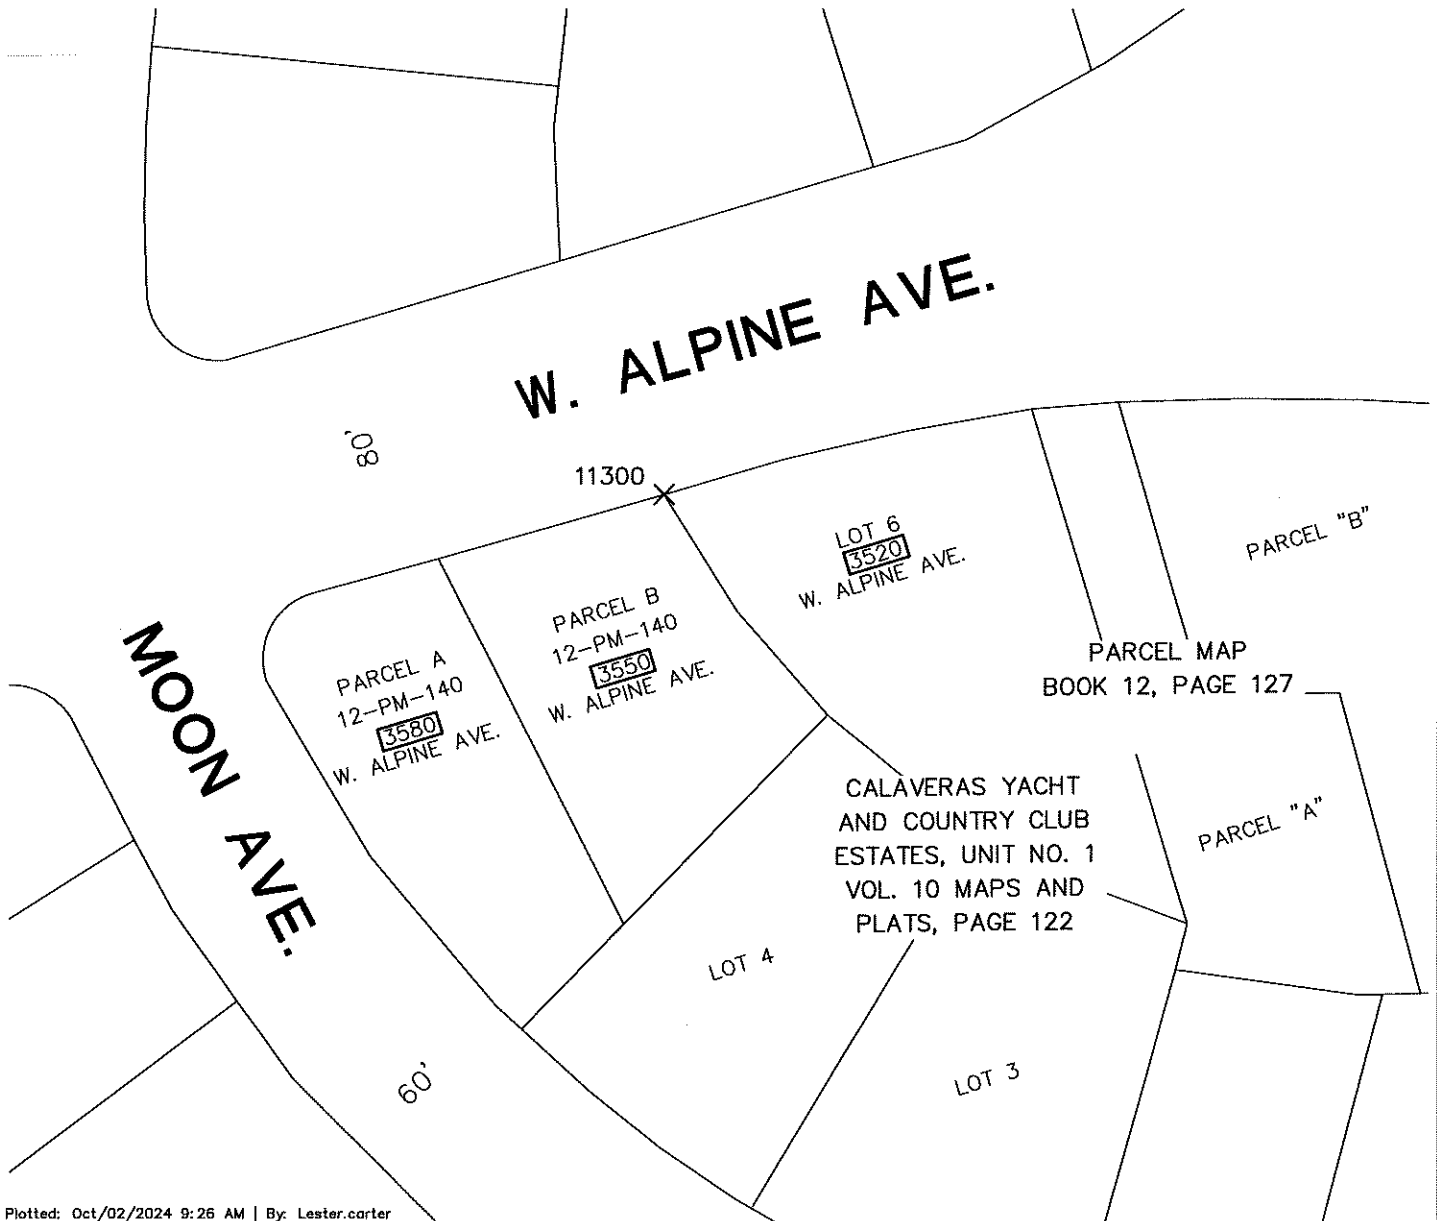 W. ALPINE AVE.
80'
11300
LOT 6
3520
W. ALPINE AVE.
PARCEL "B"
PARCEL B
12-PM-140
3550
W. ALPINE AVE.
PARCEL A
12-PM-140
3580
W. ALPINE AVE.
MOON AVE.
PARCEL MAP
BOOK 12, PAGE 127
CALAVERAS YACHT
AND COUNTRY CLUB
ESTATES, UNIT NO. 1
VOL. 10 MAPS AND
PLATS, PAGE 122
PARCEL "A"
LOT 4
LOT 3
60'
Plotted: Oct/02/2024 9:26 AM | By: Lester.carter